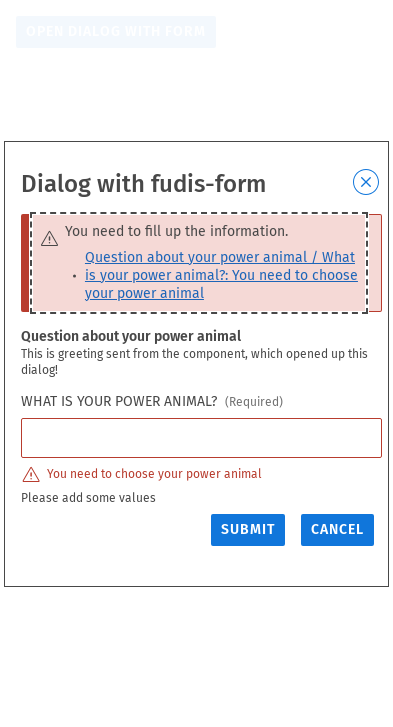 OPEN DIALOG WITH FORM
Dialog with fudis-form
You need to fill up the information.
Question about your power animal / What
is your power animal?: You need to choose
your power animal
Question about your power animal
This is greeting sent from the component, which opened up this
dialog!
WHAT IS YOUR POWER ANIMAL? (Required)
You need to choose your power animal
Please add some values
SUBMIT CANCEL